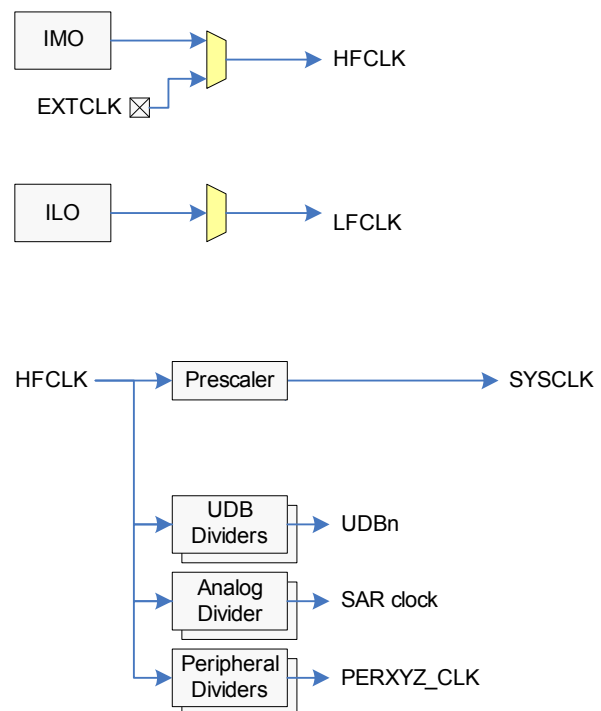 IMO
HFCLK
EXTCLK
ILO
LFCLK
HFCLK
Prescaler
SYSCLK
UDB
Dividers
UDBn
Analog
Divider
SAR clock
Peripheral
Dividers
PERXYZ_CLK